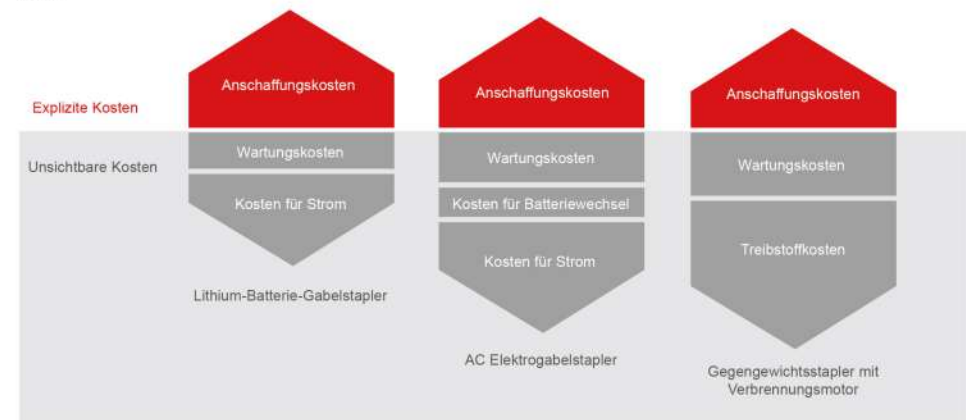 Explizite Kosten
Unsichtbare Kosten
Anschaffungskosten
Wartungskosten
Kosten für Strom
Lithium-Batterie-Gabelstapler
Anschaffungskosten
Wartungskosten
Kosten für Batteriewechsel
Kosten für Strom
AC Elektrogabelstapler
Anschaffungskosten
Wartungskosten
Treibstoffkosten
Gegengewichtsstapler mit
Verbrennungsmotor